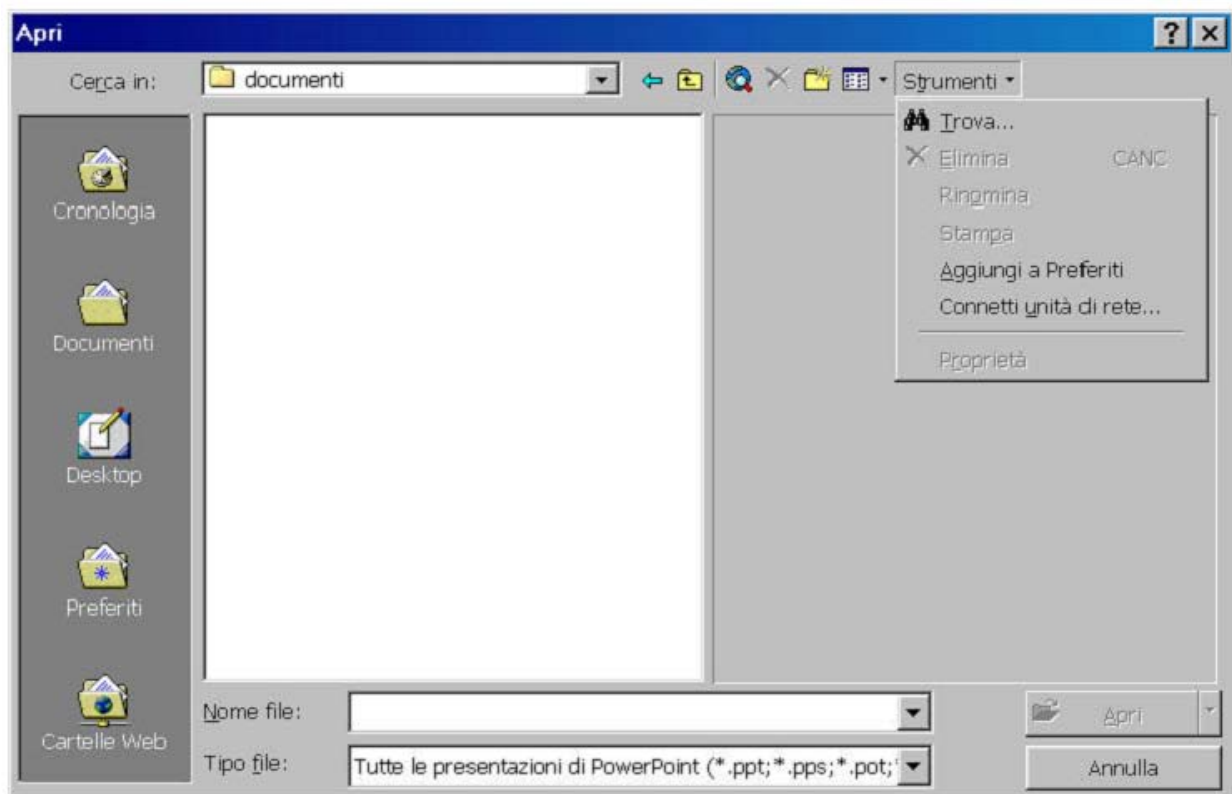 Apri
Cerca in:
documenti
Strumenti
Trova...
Elimina CANC
Rinomina
Stampa
Aggiungi a Preferiti
Connetti unità di rete...
Proprietà
Cronologia
Documenti
Desktop
Preferiti
Cartelle Web
Nome file:
Apri
Tipo file:
Tutte le presentazioni di PowerPoint (*.ppt;*.pps;*.pot;
Annulla